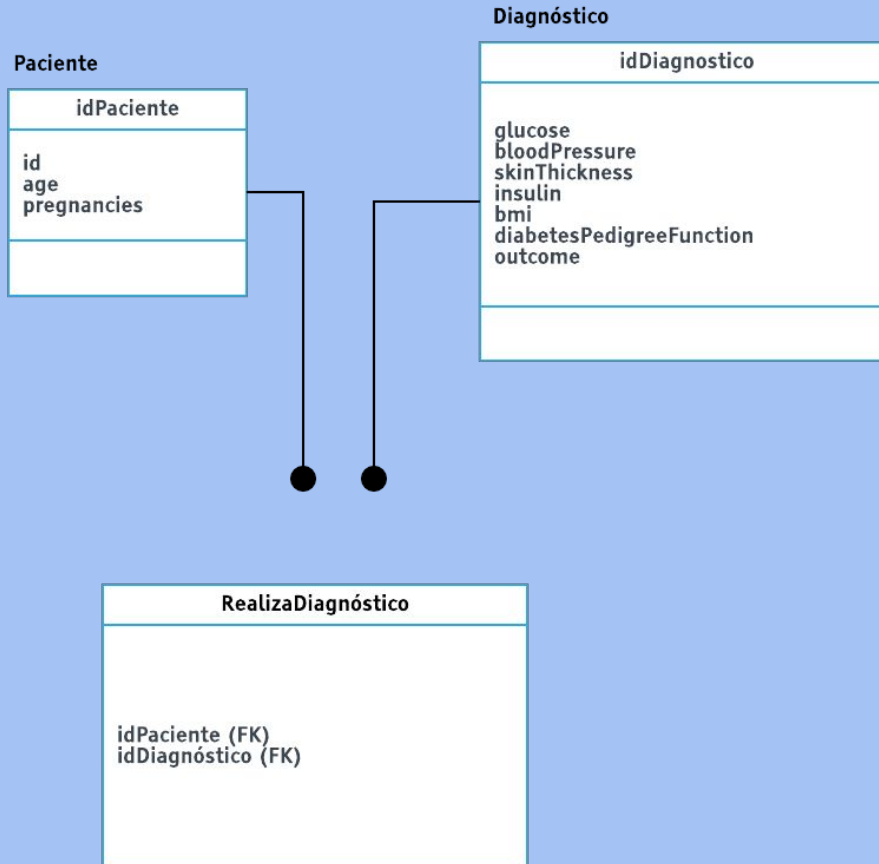 Paciente
idPaciente
id
age
pregnancies
Diagnóstico
idDiagnostico
glucose
bloodPressure
skinThickness
insulin
bmi
diabetesPedigreeFunction
outcome
RealizaDiagnóstico
idPaciente (FK)
idDiagnóstico (FK)